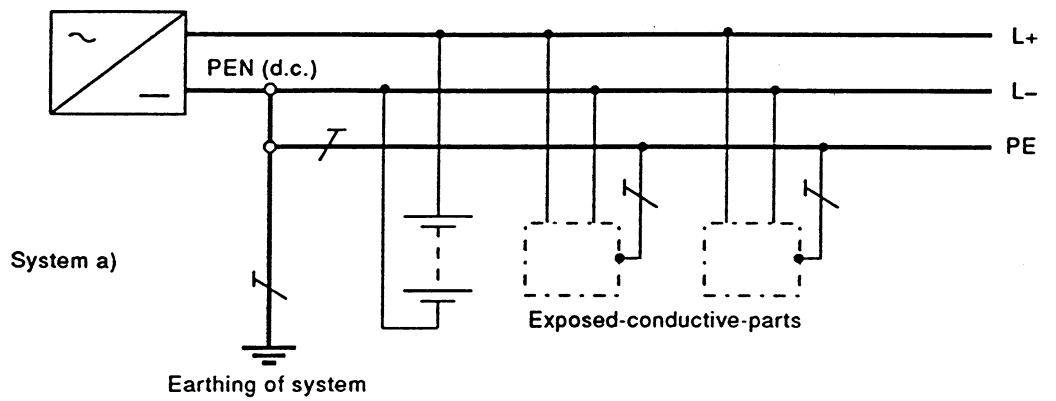 L+
PEN (d.c.)
L−
PE
System a)
Exposed-conductive-parts
Earthing of system